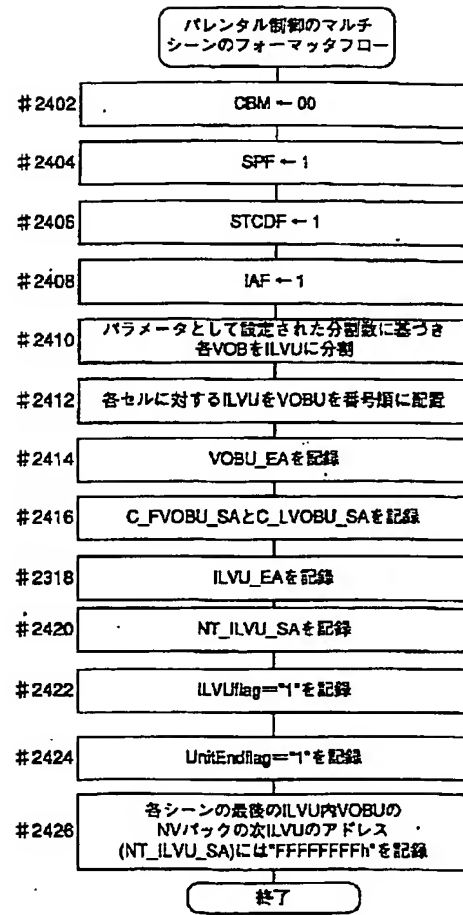 パレンタル制御のマルチ
シーンのフォーマッタフロー
#2402
CBM ← 00
#2404
SPF ← 1
#2406
STCDF ← 1
#2408
IAF ← 1
#2410
パラメータとして設定された分割数に基づき
各VOBをILVUに分割
#2412
各セルに対するILVUをVOBUを番号順に配置
#2414
VOBU_EAを記録
#2416
C_FVOBU_SAとC_LVOBU_SAを記録
#2318
ILVU_EAを記録
#2420
NT_ILVU_SAを記録
#2422
ILVUflag="1"を記録
#2424
UnitEndflag="1"を記録
#2426
各シーンの最後のILVU内VOBUの
NVパックの次ILVUのアドレス
(NT_ILVU_SA)には"FFFFFFFFh"を記録
終了